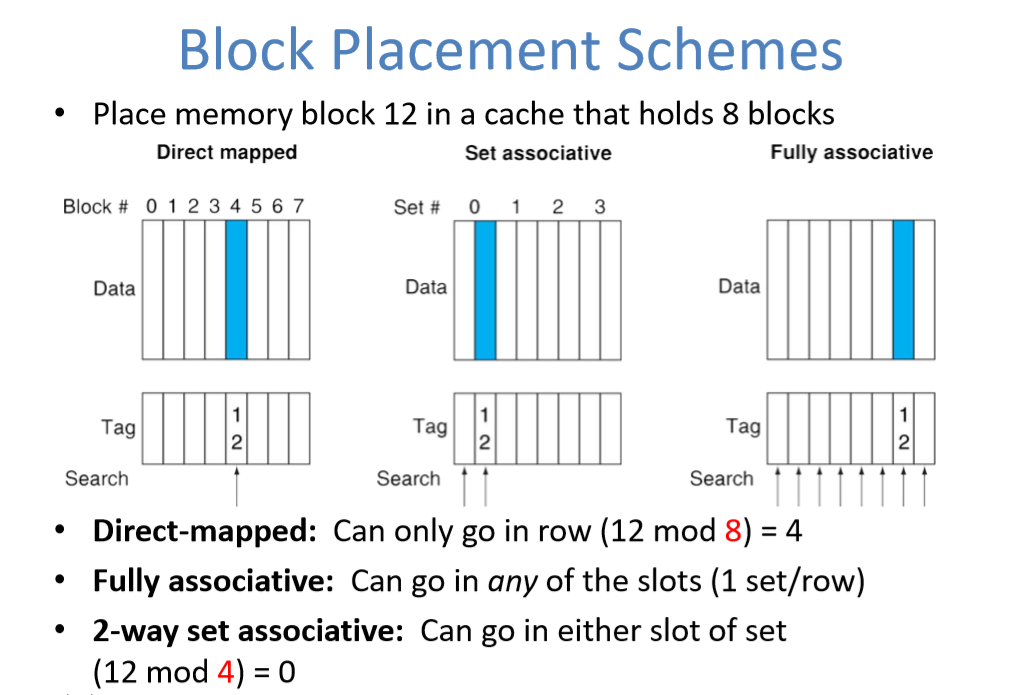 Block Placement Schemes
• Place memory block 12 in a cache that holds 8 blocks
Direct mapped
Block # 0 1 2 3 4 5 6 7
Data
Tag
1
2
Search
Set associative
Set # 0 1 2 3
Data
Tag
1
2
Search
Fully associative
Data
Tag
1
2
Search
• Direct-mapped: Can only go in row (12 mod 8) = 4
• Fully associative: Can go in any of the slots (1 set/row)
• 2-way set associative: Can go in either slot of set
(12 mod 4) = 0